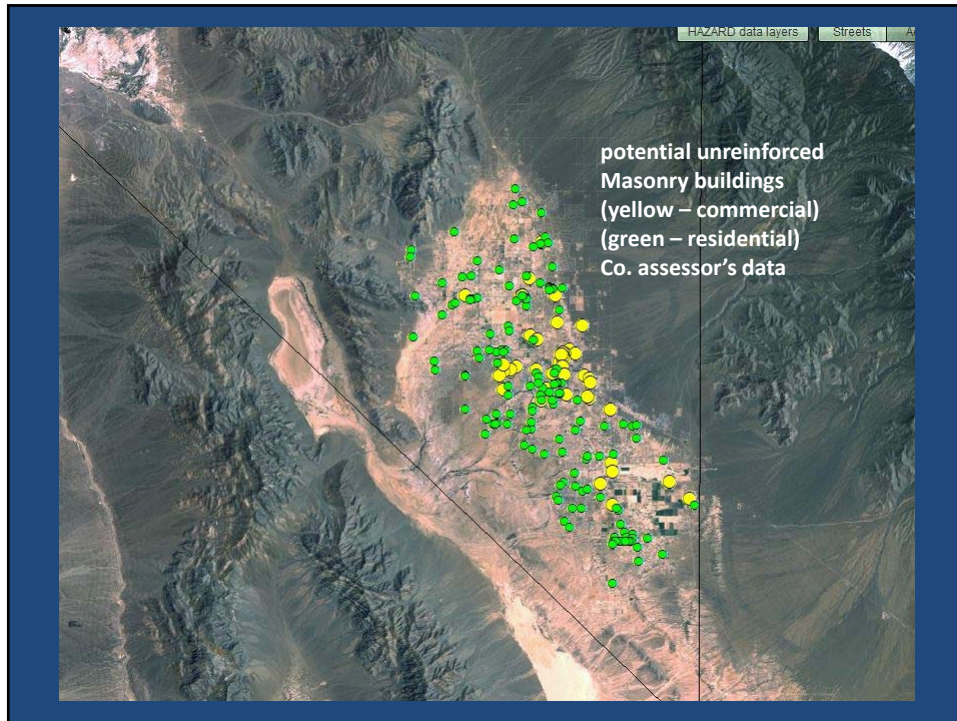 HAZARD data layers Streets
potential unreinforced
Masonry buildings
(yellow – commercial)
(green – residential)
Co. assessor's data